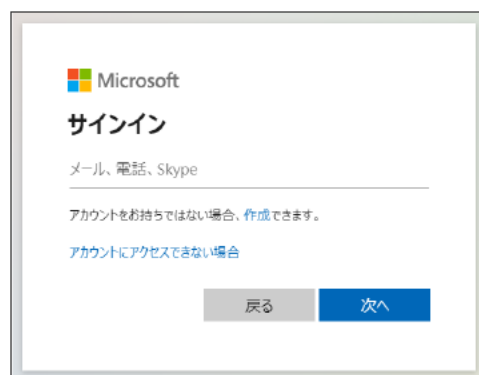 Microsoft
サインイン
メール、電話、Skype
アカウントをお持ちではない場合、作成できます。
アカウントにアクセスできない場合
戻る
次へ